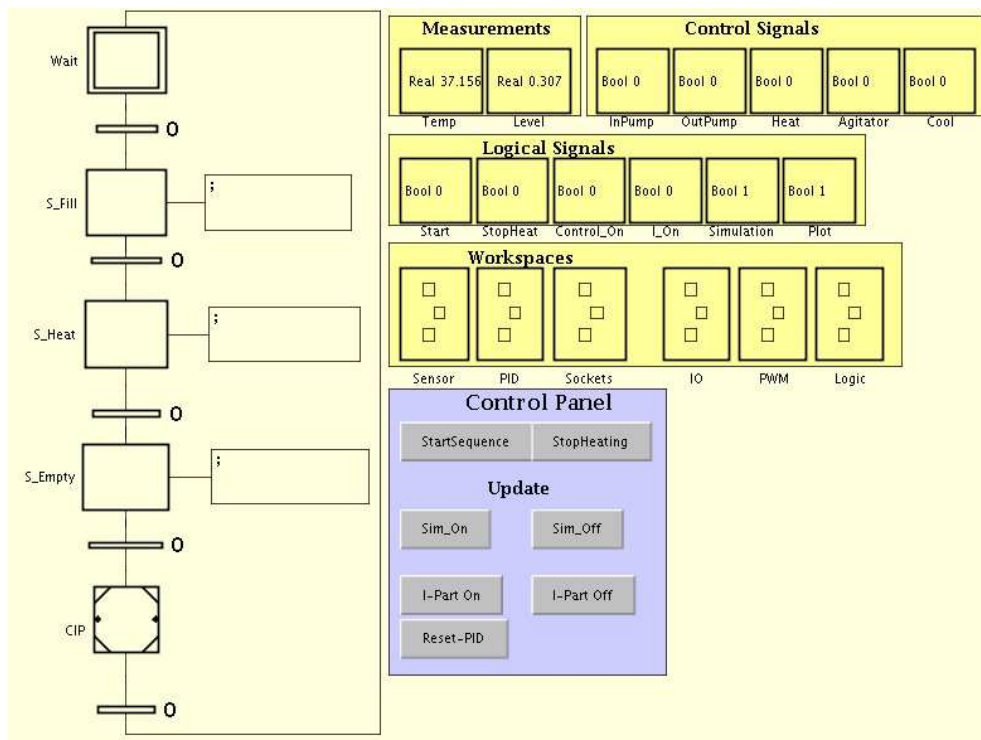 Wait
0
S_Fill
;
0
S_Heat
;
0
S_Empty
;
0
CIP
0
Measurements
Real 37.156 Real 0.307
Temp Level
Control Signals
Bool 0 Bool 0 Bool 0 Bool 0 Bool 0
InPump OutPump Heat Agitator Cool
Logical Signals
Bool 0 Bool 0 Bool 0 Bool 0 Bool 1 Bool 1
Start StopHeat Control_On I_On Simulation Plot
Workspaces
Sensor PID Sockets IO PWM Logic
Control Panel
StartSequence StopHeating
Update
Sim_On Sim_Off
I-Part On I-Part Off
Reset-PID